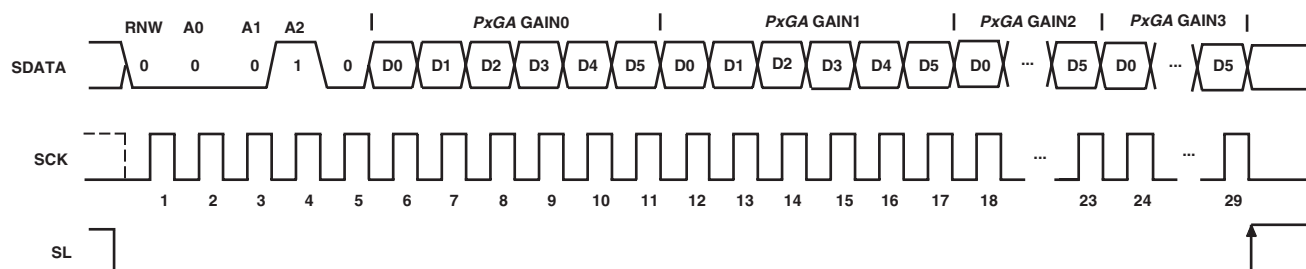 RNW A0 A1 A2 PxGA GAIN0 PxGA GAIN1 PxGA GAIN2 PxGA GAIN3
SDATA 0 0 0 1 0 D0 D1 D2 D3 D4 D5 D0 D1 D2 D3 D4 D5 D0 ... D5 D0 ... D5
SCK ... ...
1 2 3 4 5 6 7 8 9 10 11 12 13 14 15 16 17 18 23 24 29
SL